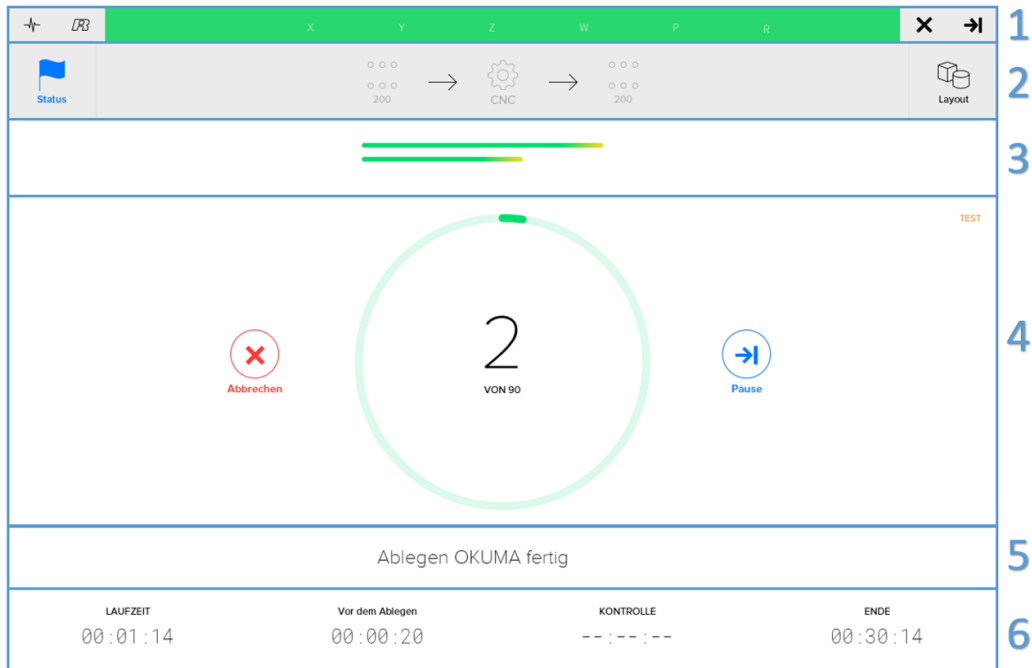 X Y Z W P R
1
Status
200
CNC
200
Layout
2
3
TEST
2
VON 90
Abbrechen
Pause
4
Ablegen OKUMA fertig
5
LAUFZEIT Vor dem Ablegen KONTROLLE ENDE
00:01:14 00:00:20 --:--:-- 00:30:14
6